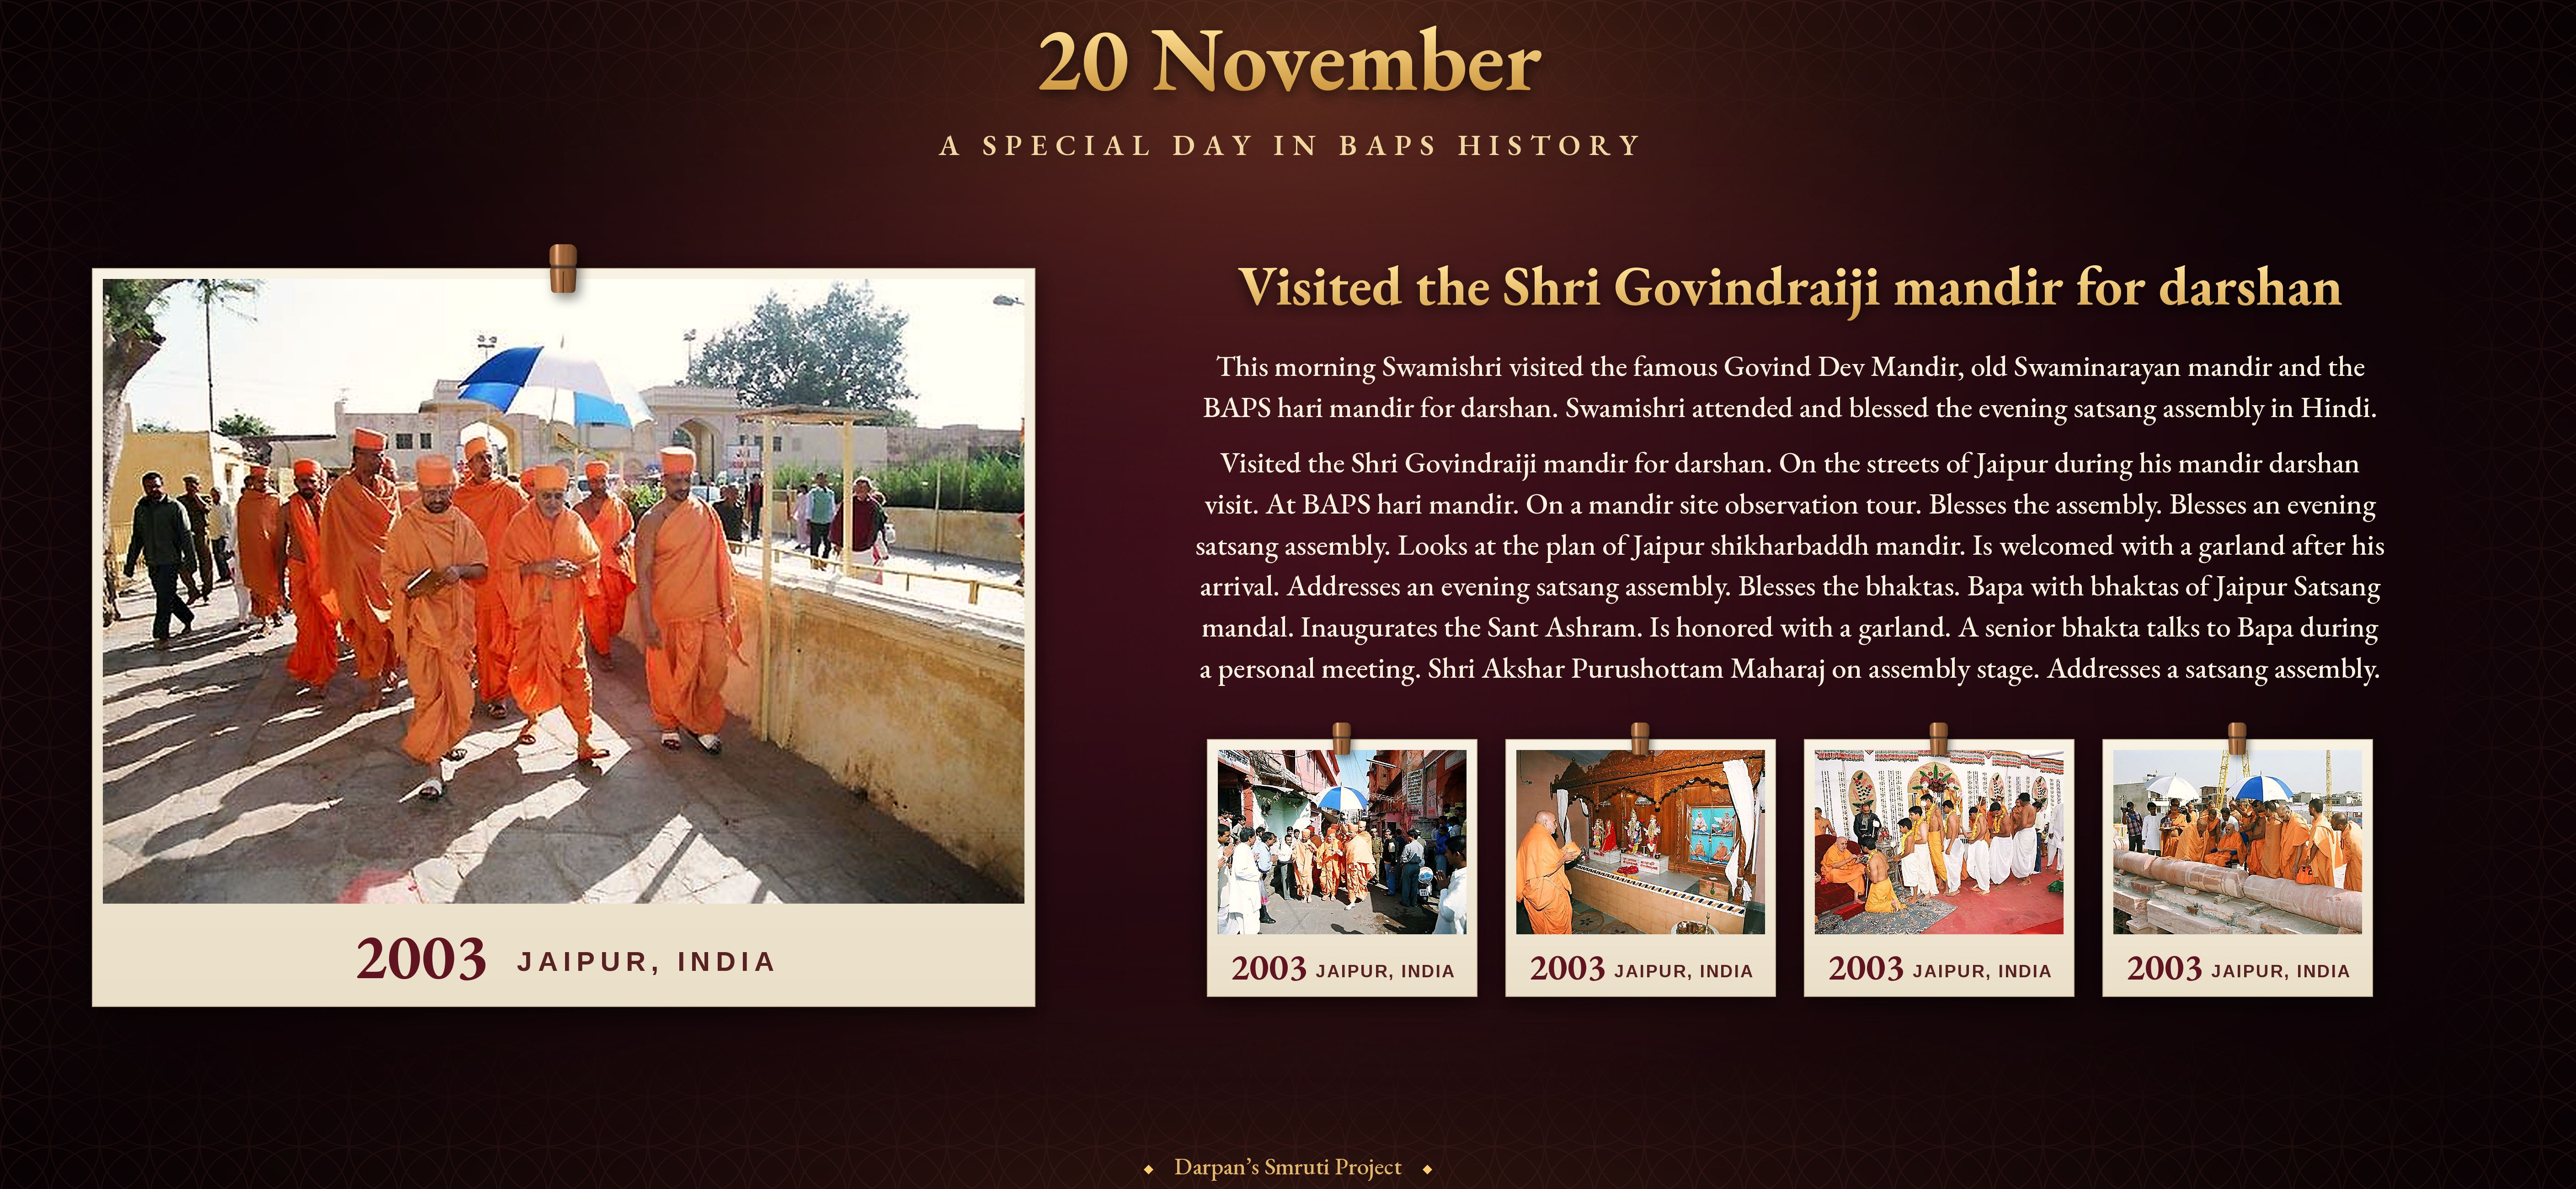 20 November
A SPECIAL DAY IN BAPS HISTORY
Visited the Shri Govindraiji mandir for darshan
This morning Swamishri visited the famous Govind Dev Mandir, old Swaminarayan mandir and the
BAPS hari mandir for darshan. Swamishri attended and blessed the evening satsang assembly in Hindi.
Visited the Shri Govindraiji mandir for darshan. On the streets of Jaipur during his mandir darshan
visit. At BAPS hari mandir. On a mandir site observation tour. Blesses the assembly. Blesses an evening
satsang assembly. Looks at the plan of Jaipur shikharbaddh mandir. Is welcomed with a garland after his
arrival. Addresses an evening satsang assembly. Blesses the bhaktas. Bapa with bhaktas of Jaipur Satsang
mandal. Inaugurates the Sant Ashram. Is honored with a garland. A senior bhakta talks to Bapa during
a personal meeting. Shri Akshar Purushottam Maharaj on assembly stage. Addresses a satsang assembly.
2003 JAIPUR, INDIA
2003 JAIPUR, INDIA
2003 JAIPUR, INDIA
2003 JAIPUR, INDIA
2003 JAIPUR, INDIA
Darpan's Smruti Project